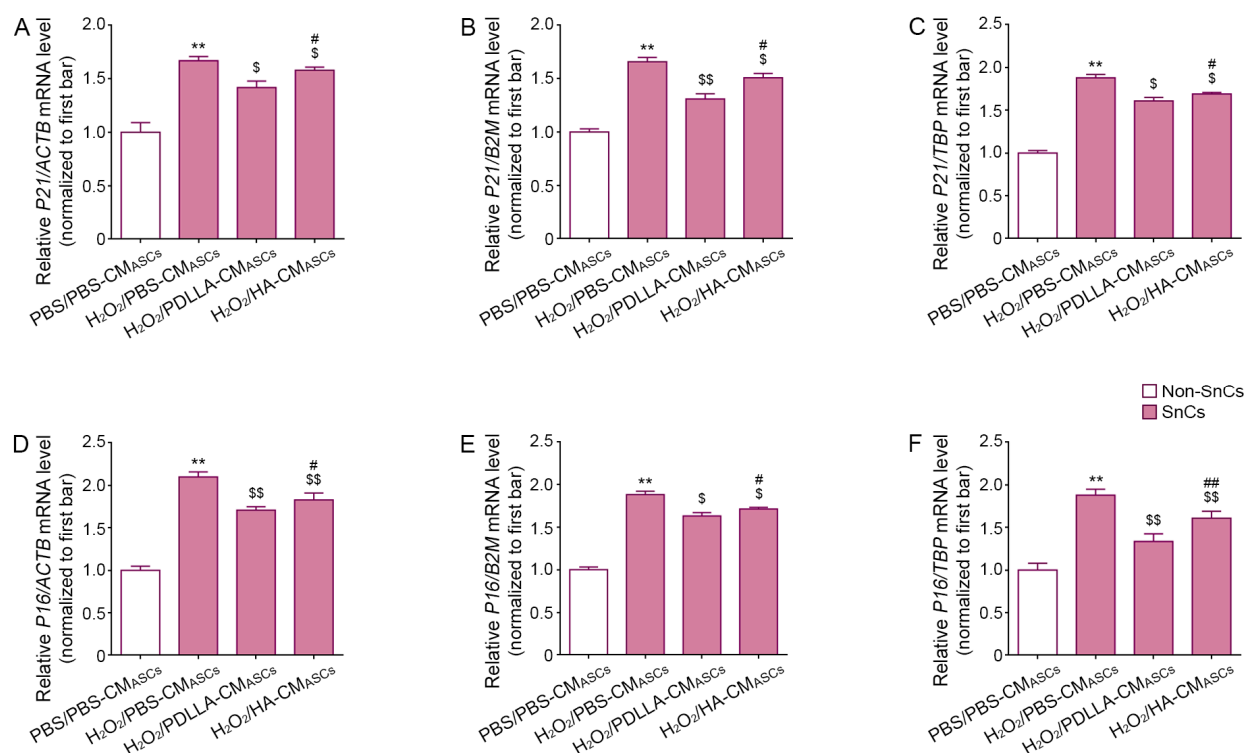 A
Relative P21/ACTB mRNA level
(normalized to first bar)
2.0
1.5
1.0
0.5
0
**
$
#
$
PBS/PBS-CMASCs
H₂O₂/PBS-CMASCs
H₂O₂/PDLLA-CMASCs
H₂O₂/HA-CMASCs
B
Relative P21/B2M mRNA level
(normalized to first bar)
2.0
1.5
1.0
0.5
0
**
$$
#
$
PBS/PBS-CMASCs
H₂O₂/PBS-CMASCs
H₂O₂/PDLLA-CMASCs
H₂O₂/HA-CMASCs
C
Relative P21/TBP mRNA level
(normalized to first bar)
2.5
2.0
1.5
1.0
0.5
0
**
$
#
$
PBS/PBS-CMASCs
H₂O₂/PBS-CMASCs
H₂O₂/PDLLA-CMASCs
H₂O₂/HA-CMASCs
Non-SnCs
SnCs
D
Relative P16/ACTB mRNA level
(normalized to first bar)
2.5
2.0
1.5
1.0
0.5
0
**
$$
#
$$
PBS/PBS-CMASCs
H₂O₂/PBS-CMASCs
H₂O₂/PDLLA-CMASCs
H₂O₂/HA-CMASCs
E
Relative P16/B2M mRNA level
(normalized to first bar)
2.5
2.0
1.5
1.0
0.5
0
**
$
#
$
PBS/PBS-CMASCs
H₂O₂/PBS-CMASCs
H₂O₂/PDLLA-CMASCs
H₂O₂/HA-CMASCs
F
Relative P16/TBP mRNA level
(normalized to first bar)
2.5
2.0
1.5
1.0
0.5
0
**
$$
##
$$
PBS/PBS-CMASCs
H₂O₂/PBS-CMASCs
H₂O₂/PDLLA-CMASCs
H₂O₂/HA-CMASCs